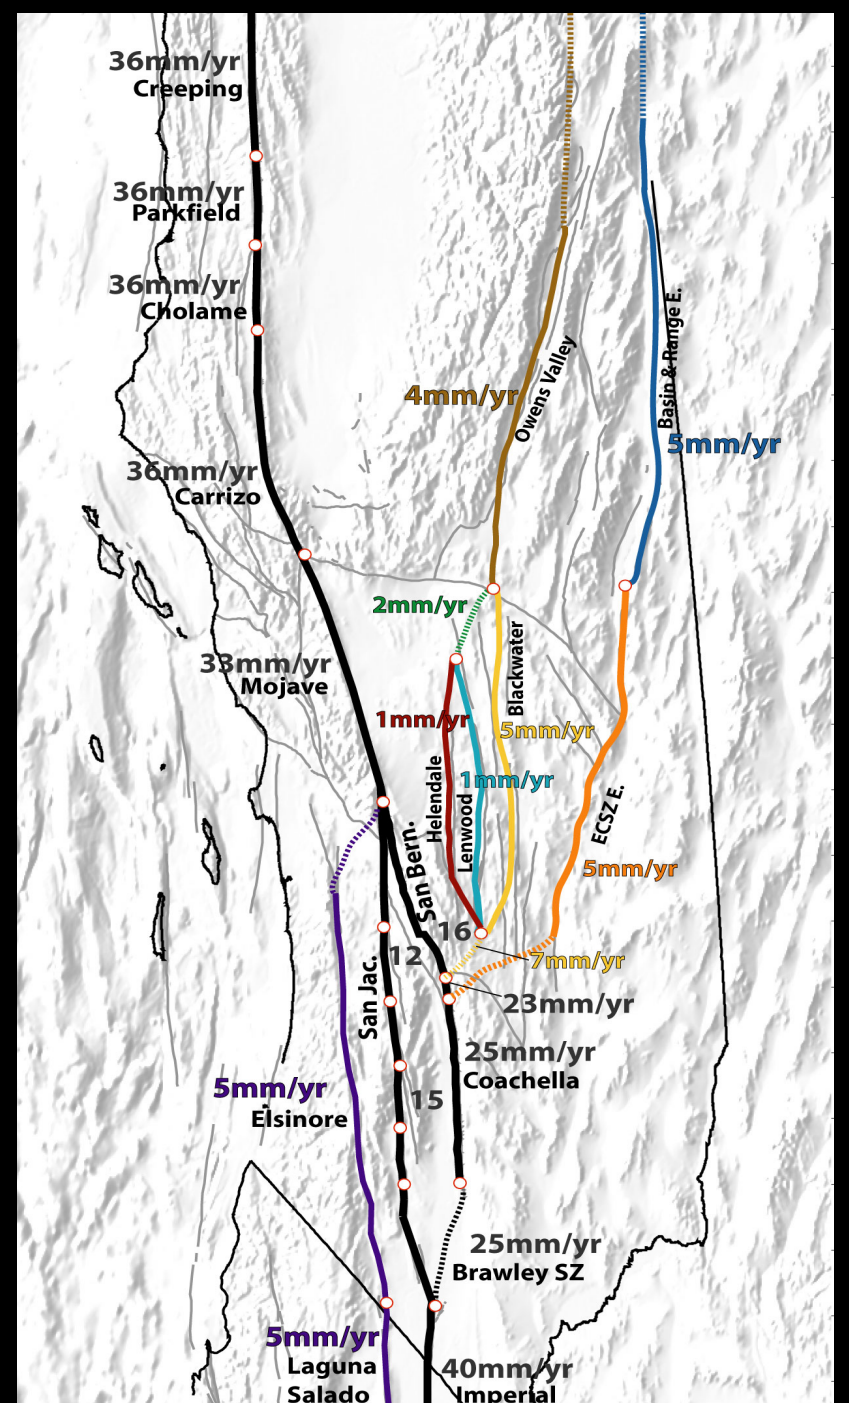 36mm/yr
Creeping
36mm/yr
Parkfield
36mm/yr
Cholame
Basin & Range E.
Owens Valley
4mm/yr
5mm/yr
36mm/yr
Carrizo
2mm/yr
Blackwater
33mm/yr
Mojave
1mm/yr
5mm/yr
Helendale
1mm/yr
Lenwood
ECSZ E.
San Bern.
5mm/yr
16
12
7mm/yr
San Jac.
23mm/yr
25mm/yr
Coachella
5mm/yr
15
Elsinore
25mm/yr
Brawley SZ
5mm/yr
Laguna
Salado
40mm/yr
Imperial